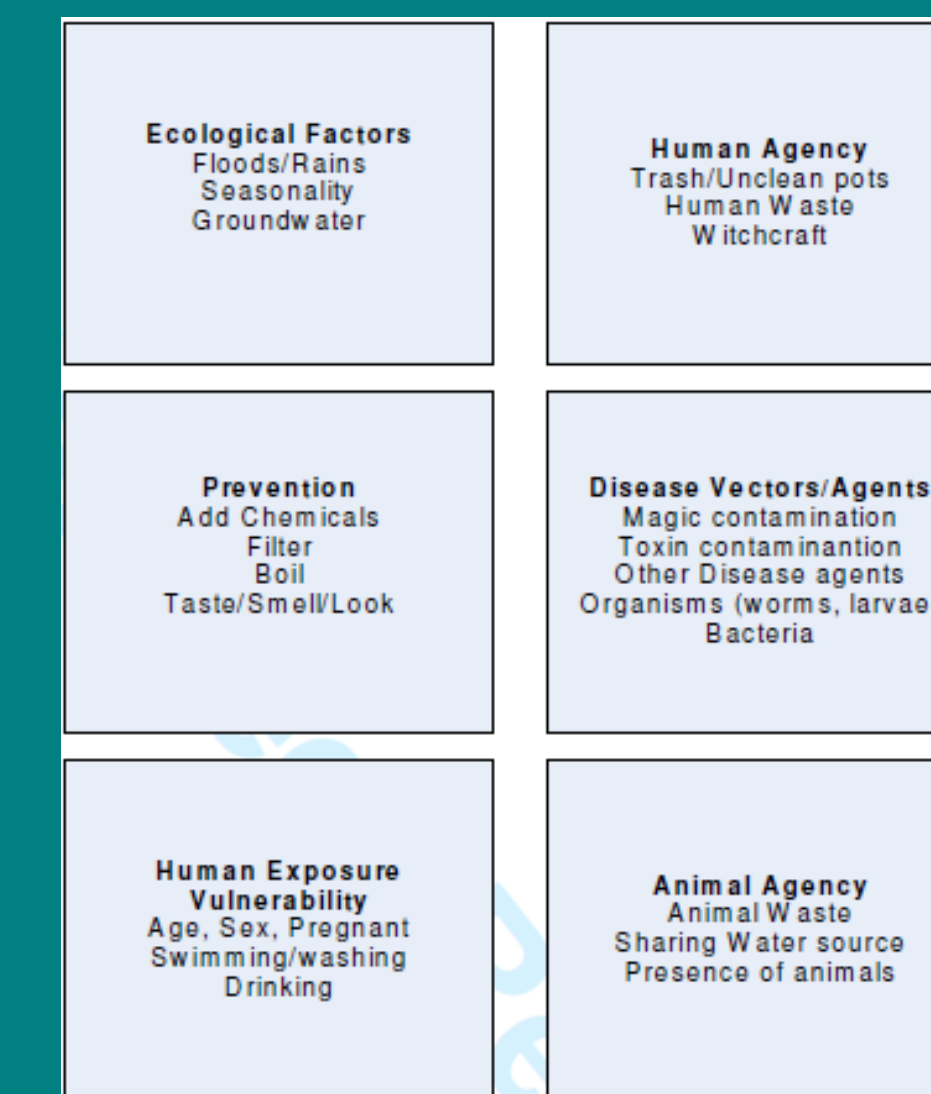 Ecological Factors
Floods/Rains
Seasonality
Groundwater
Human Agency
Trash/Unclean pots
Human Waste
Witchcraft
Prevention
Add Chemicals
Filter
Boil
Taste/Smell/Look
Disease Vectors/Agents
Magic contamination
Toxin contaminantion
Other Disease agents
Organisms (worms, larvae
Bacteria
Human Exposure
Vulnerability
Age, Sex, Pregnant
Swimming/washing
Drinking
Animal Agency
Animal Waste
Sharing Water source
Presence of animals